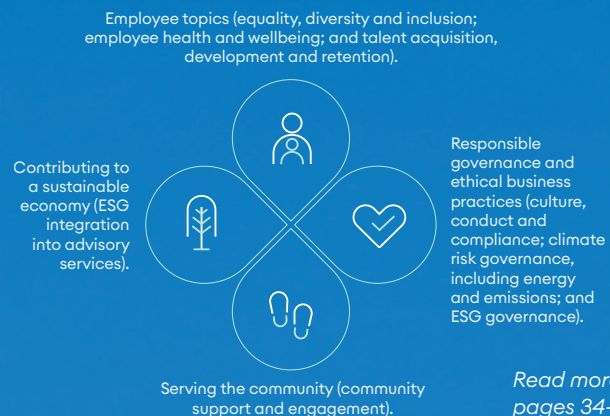 Employee topics (equality, diversity and inclusion;
employee health and wellbeing; and talent acquisition,
development and retention).
Contributing to
a sustainable
economy (ESG
integration
into advisory
services).
Responsible
governance and
ethical business
practices (culture,
conduct and
compliance; climate
risk governance,
including energy
and emissions; and
ESG governance).
Serving the community (community
support and engagement).
Read more
pages 34-